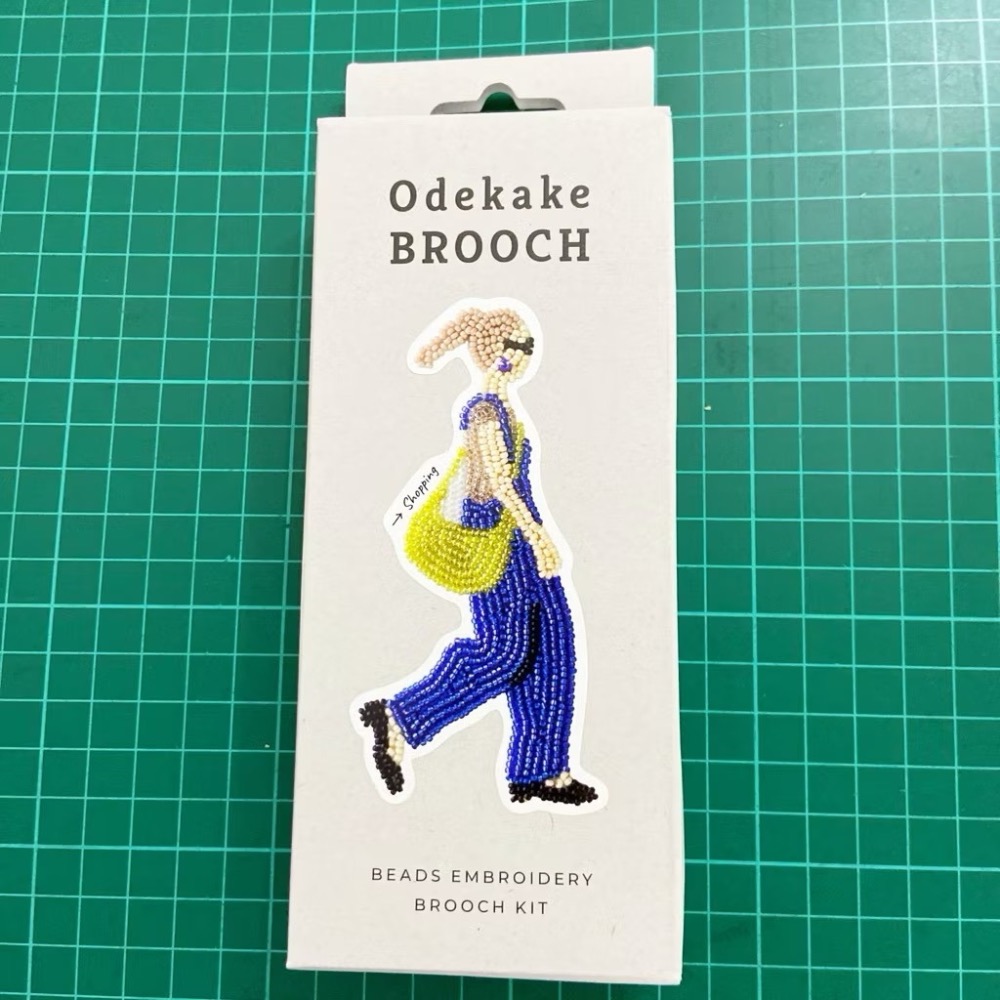 Odekake
BROOCH
→ Shopping
BEADS EMBROIDERY
BROOCH KIT